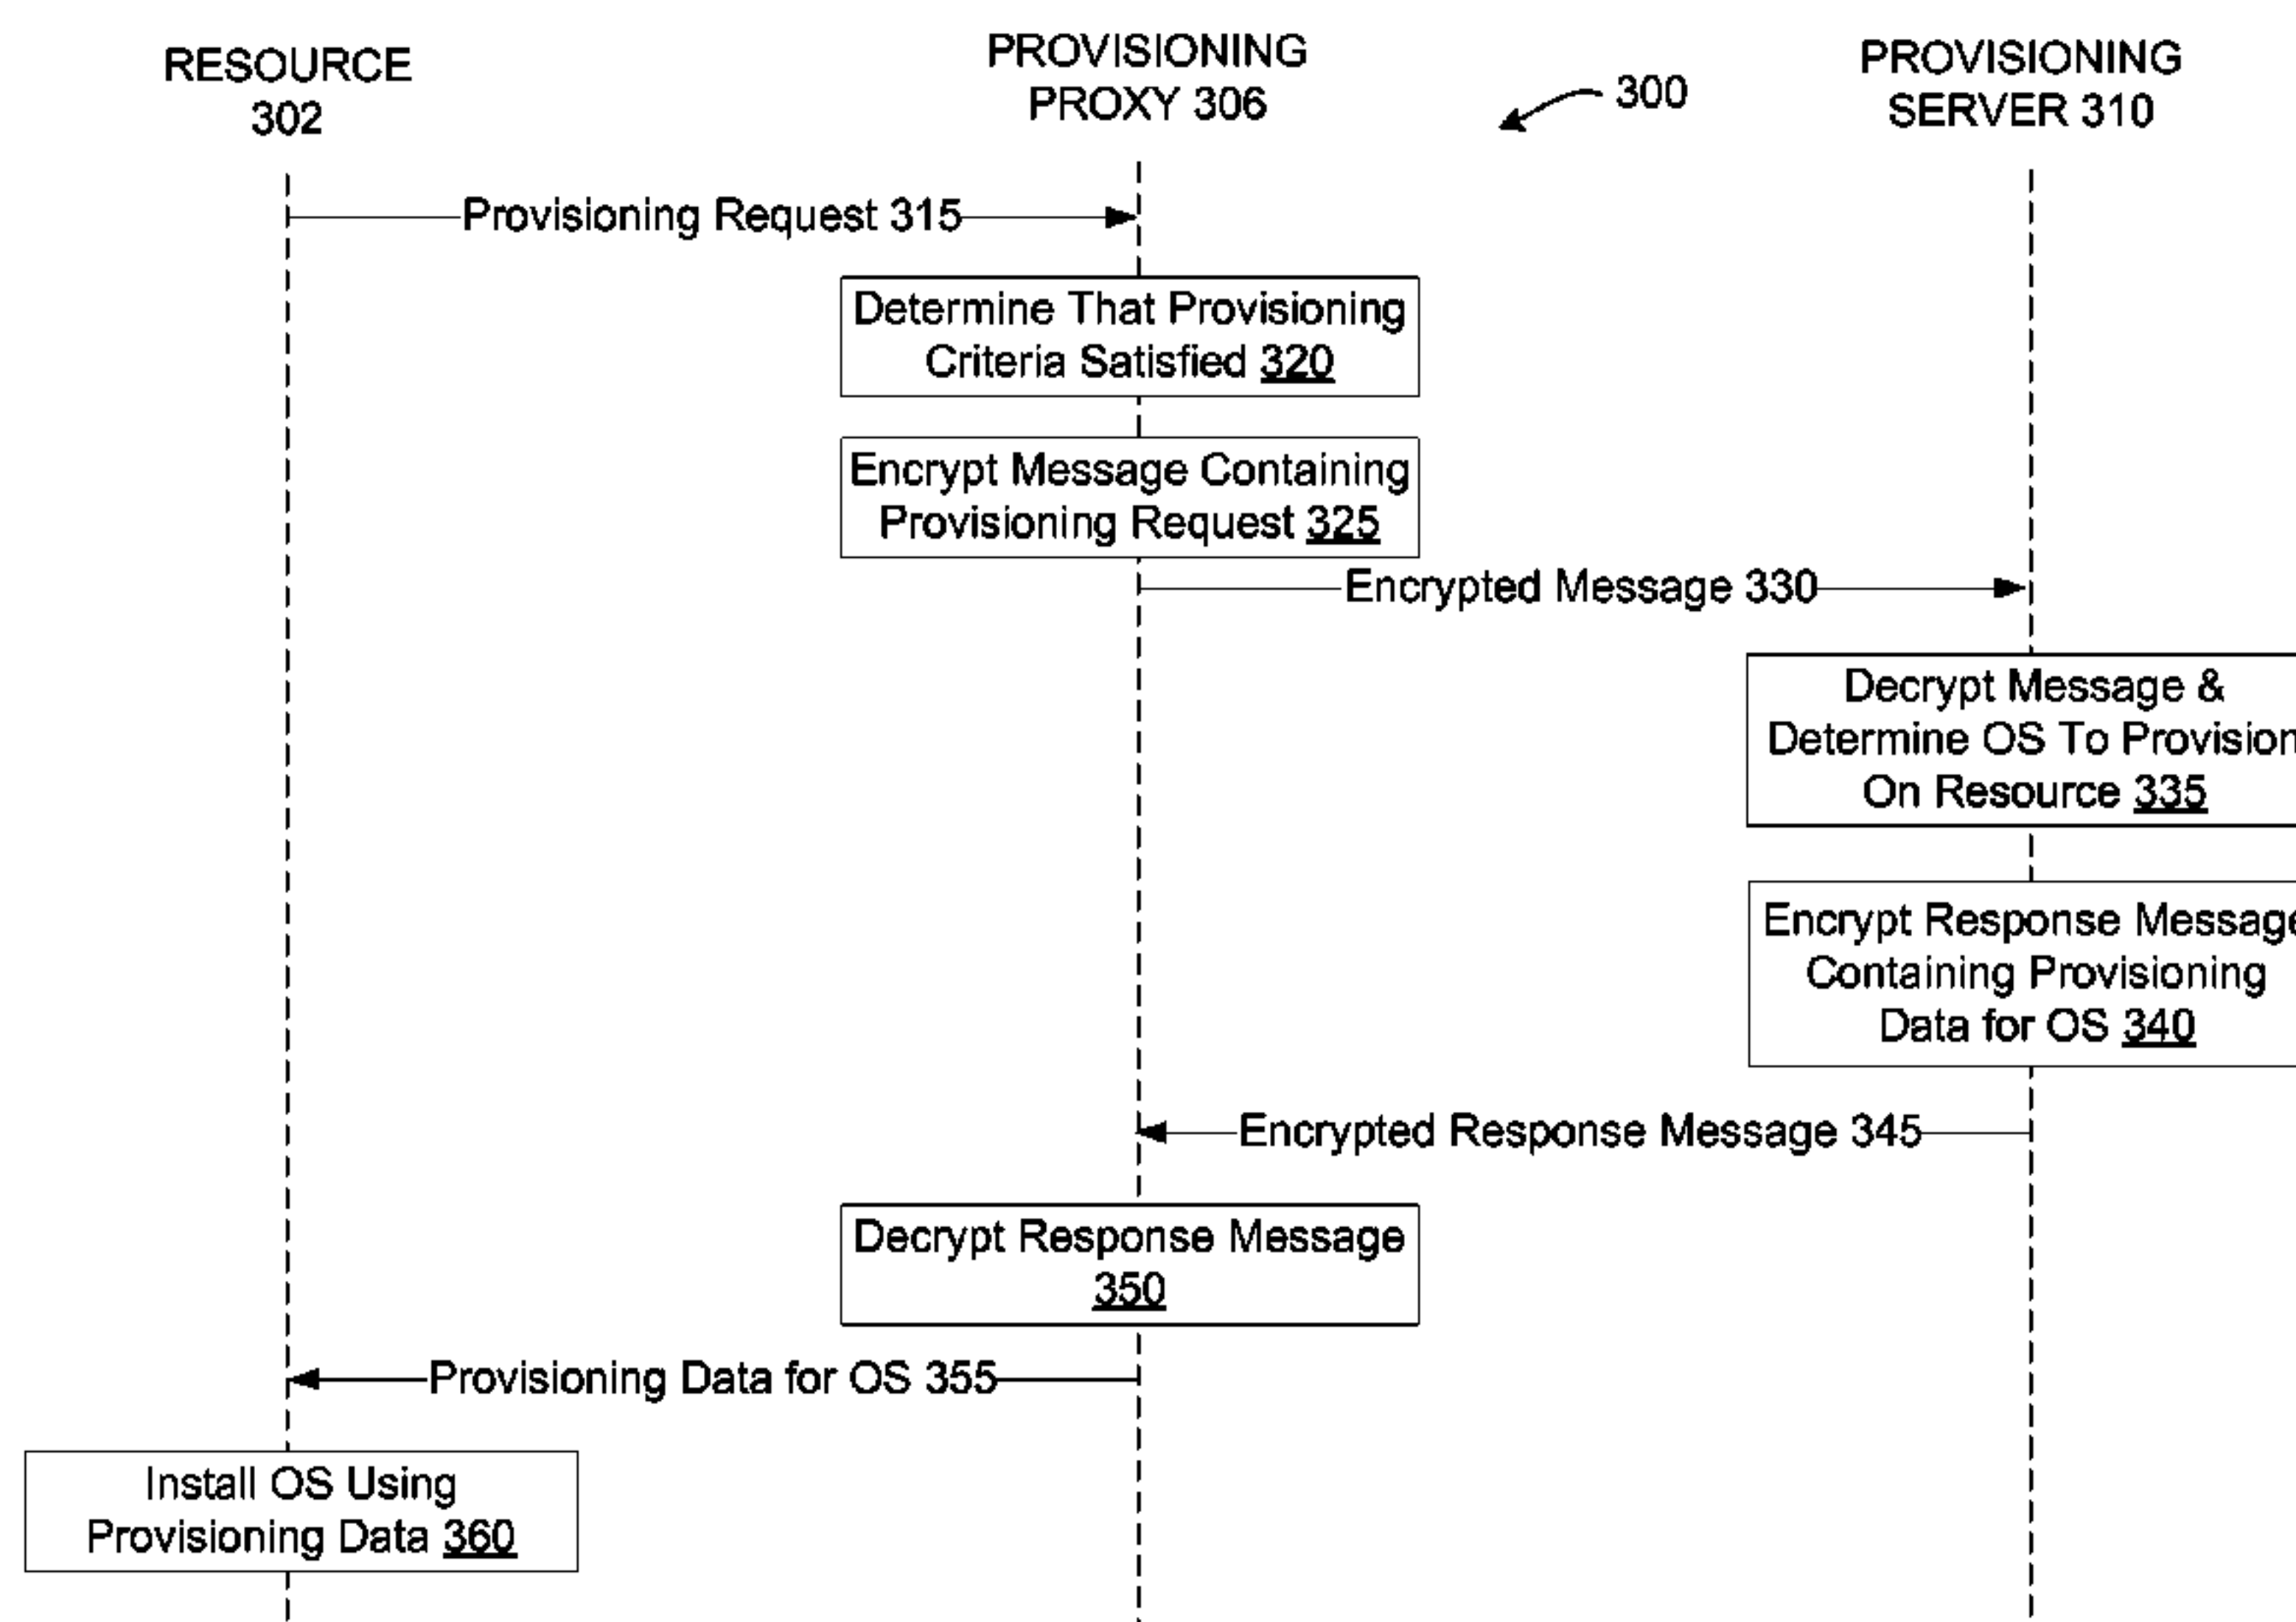 RESOURCE
302
PROVISIONING
PROXY 306
300
PROVISIONING
SERVER 310
Provisioning Request 315
Determine That Provisioning
Criteria Satisfied 320
Encrypt Message Containing
Provisioning Request 325
Encrypted Message 330
Decrypt Message &
Determine OS To Provision
On Resource 335
Encrypt Response Message
Containing Provisioning
Data for OS 340
Encrypted Response Message 345
Decrypt Response Message
350
Provisioning Data for OS 355
Install OS Using
Provisioning Data 360